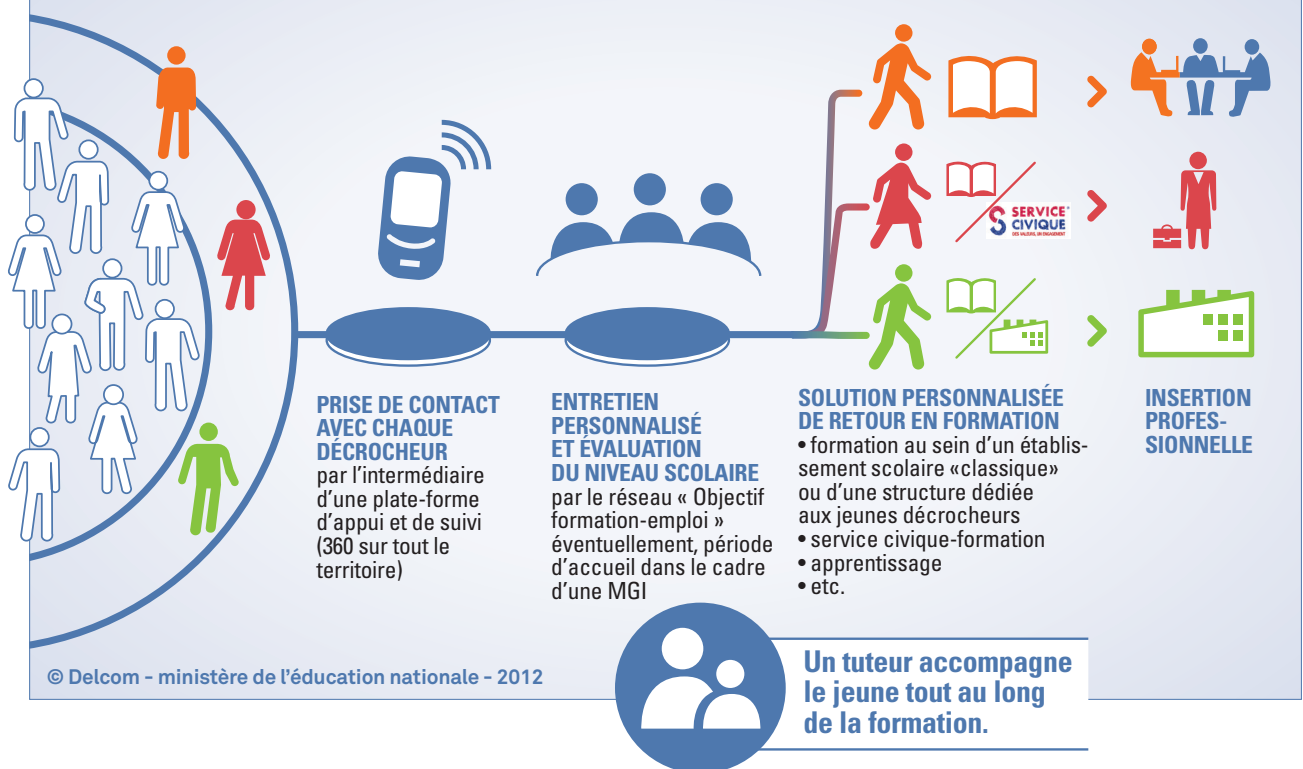 SERVICE
CIVIQUE
PRISE DE CONTACT
AVEC CHAQUE
DÉCROCHEUR
par l'intermédiaire
d'une plate-forme
d'appui et de suivi
(360 sur tout le
territoire)
ENTRETIEN
PERSONNALISÉ
ET ÉVALUATION
DU NIVEAU SCOLAIRE
par le réseau « Objectif
formation-emploi »
éventuellement, période
d'accueil dans le cadre
d'une MGI
SOLUTION PERSONNALISÉE
DE RETOUR EN FORMATION
• formation au sein d'un établis-
sement scolaire «classique»
ou d'une structure dédiée
aux jeunes décrocheurs
• service civique-formation
• apprentissage
• etc.
INSERTION
PROFES-
SIONNELLE
Un tuteur accompagne
le jeune tout au long
de la formation.
© Delcom - ministère de l'éducation nationale - 2012